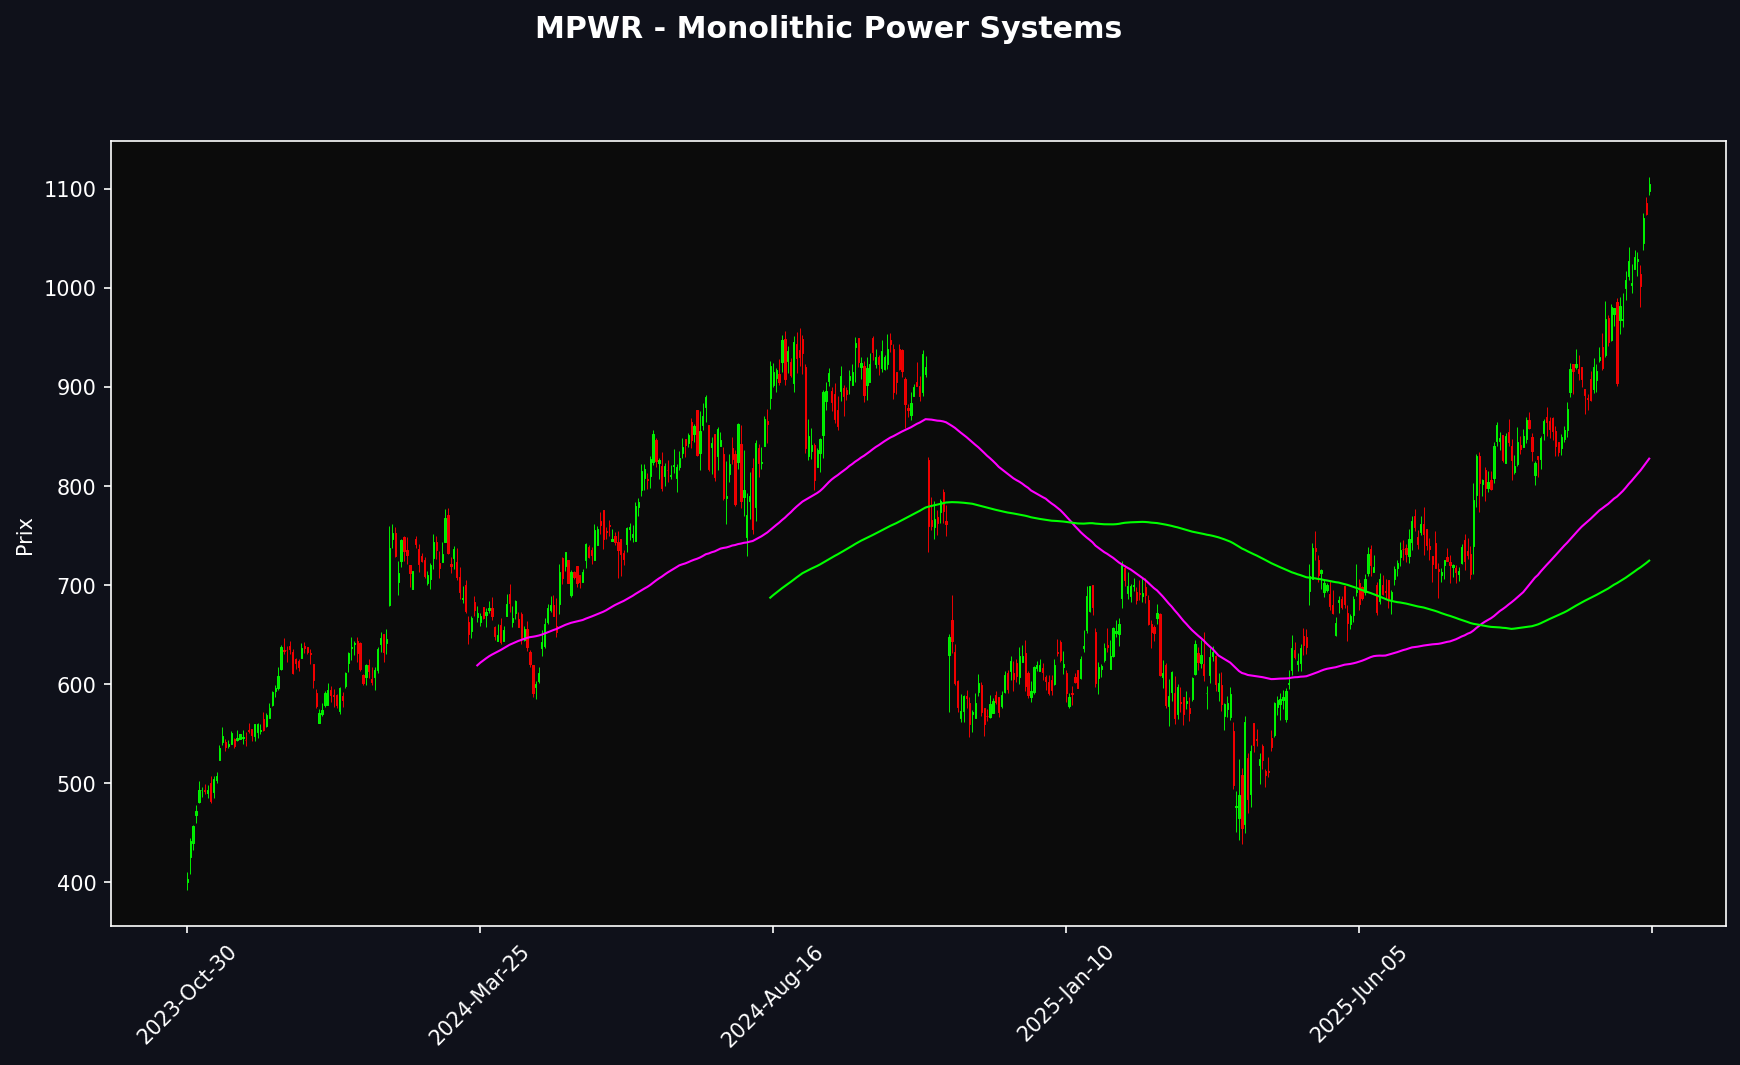 MPWR - Monolithic Power Systems
Prix
1100
1000
900
800
700
600
500
400
2023-Oct-30
2024-Mar-25
2024-Aug-16
2025-Jan-10
2025-Jun-05